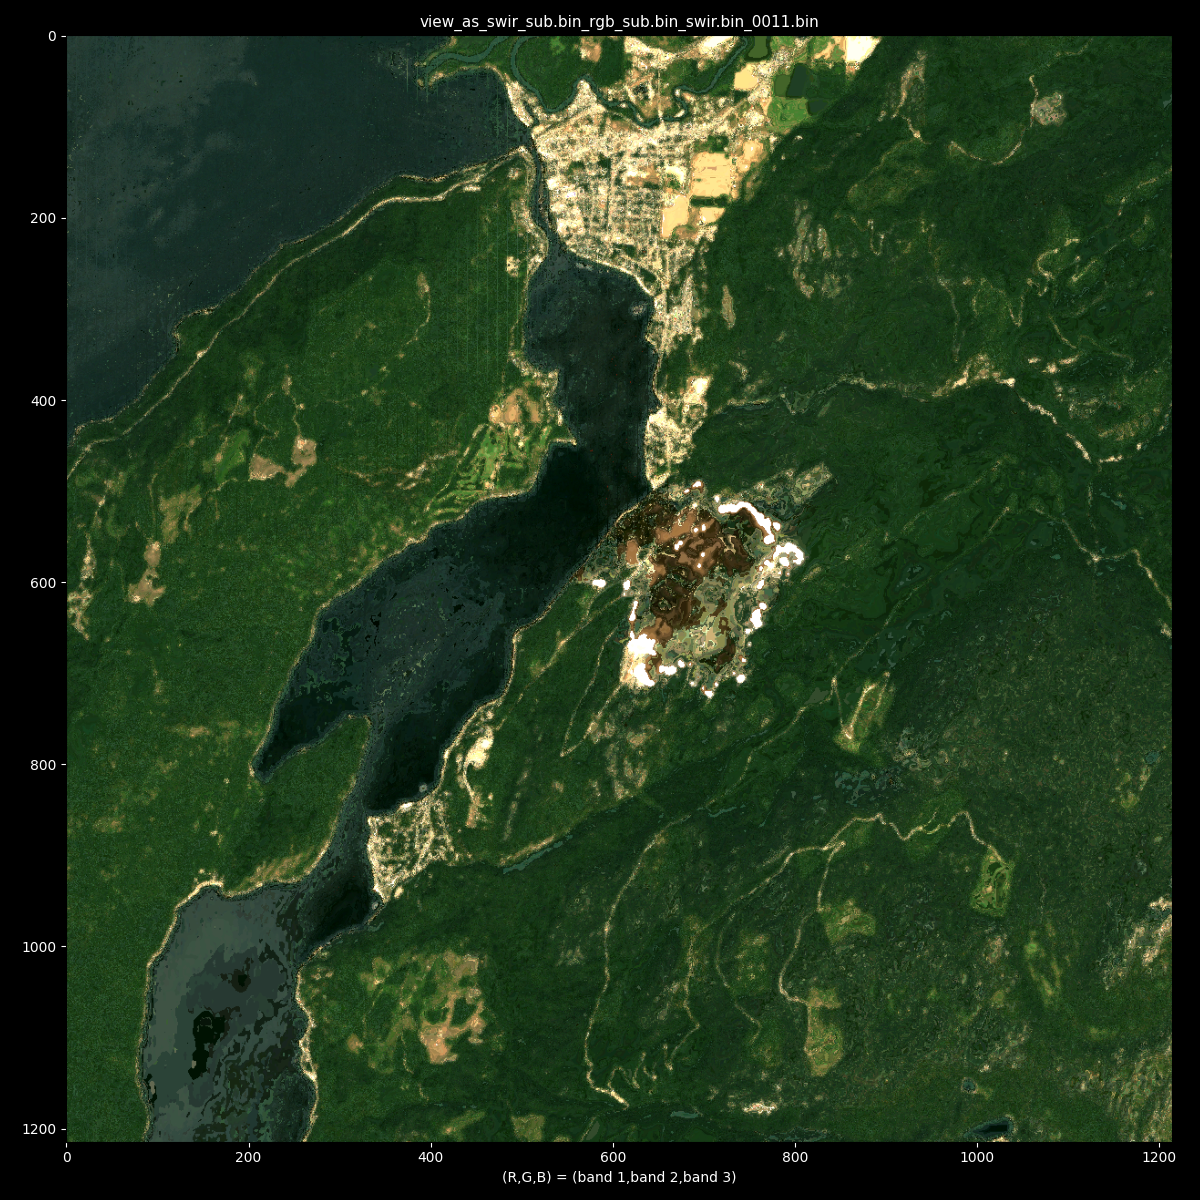 view_as_swir_sub.bin_rgb_sub.bin_swir.bin_0011.bin
0
200
400
600
800
1000
1200
0 200 400 600 800 1000 1200
(R,G,B) = (band 1,band 2,band 3)